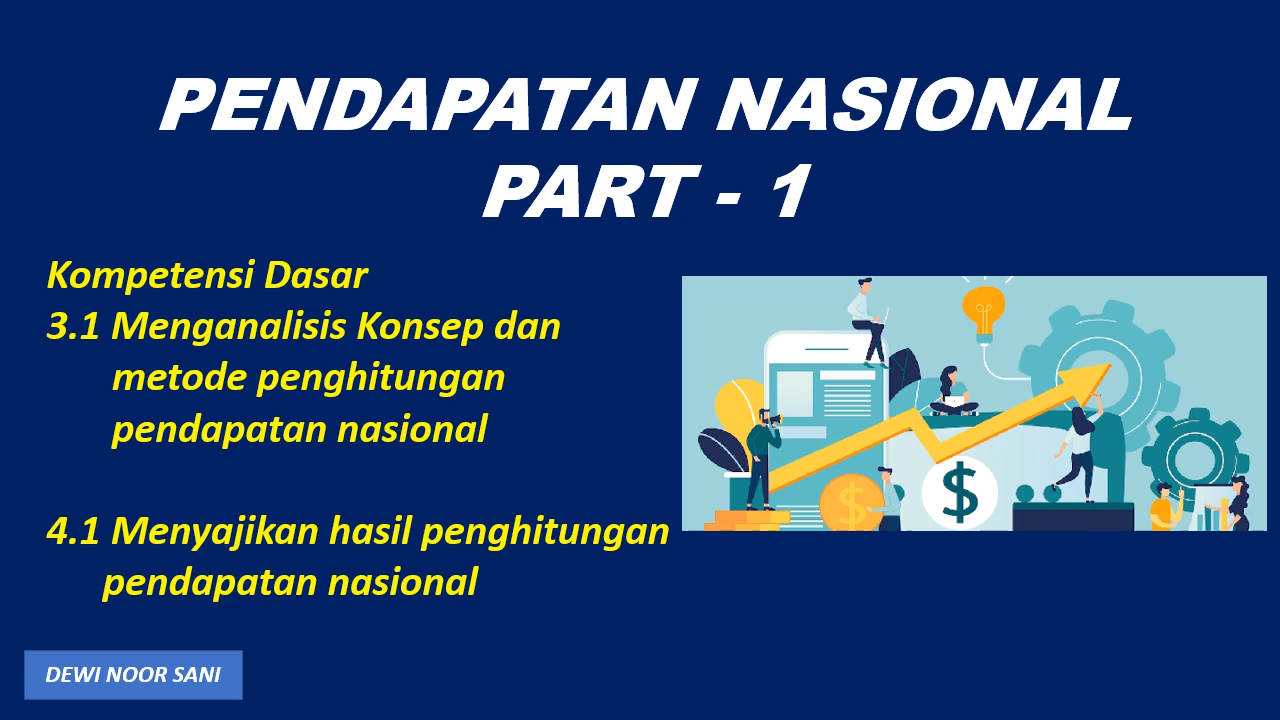 PENDAPATAN NASIONAL
PART - 1
Kompetensi Dasar
3.1 Menganalisis Konsep dan
metode penghitungan
pendapatan nasional
4.1 Menyajikan hasil penghitungan
pendapatan nasional
$
$
DEWI NOOR SANI